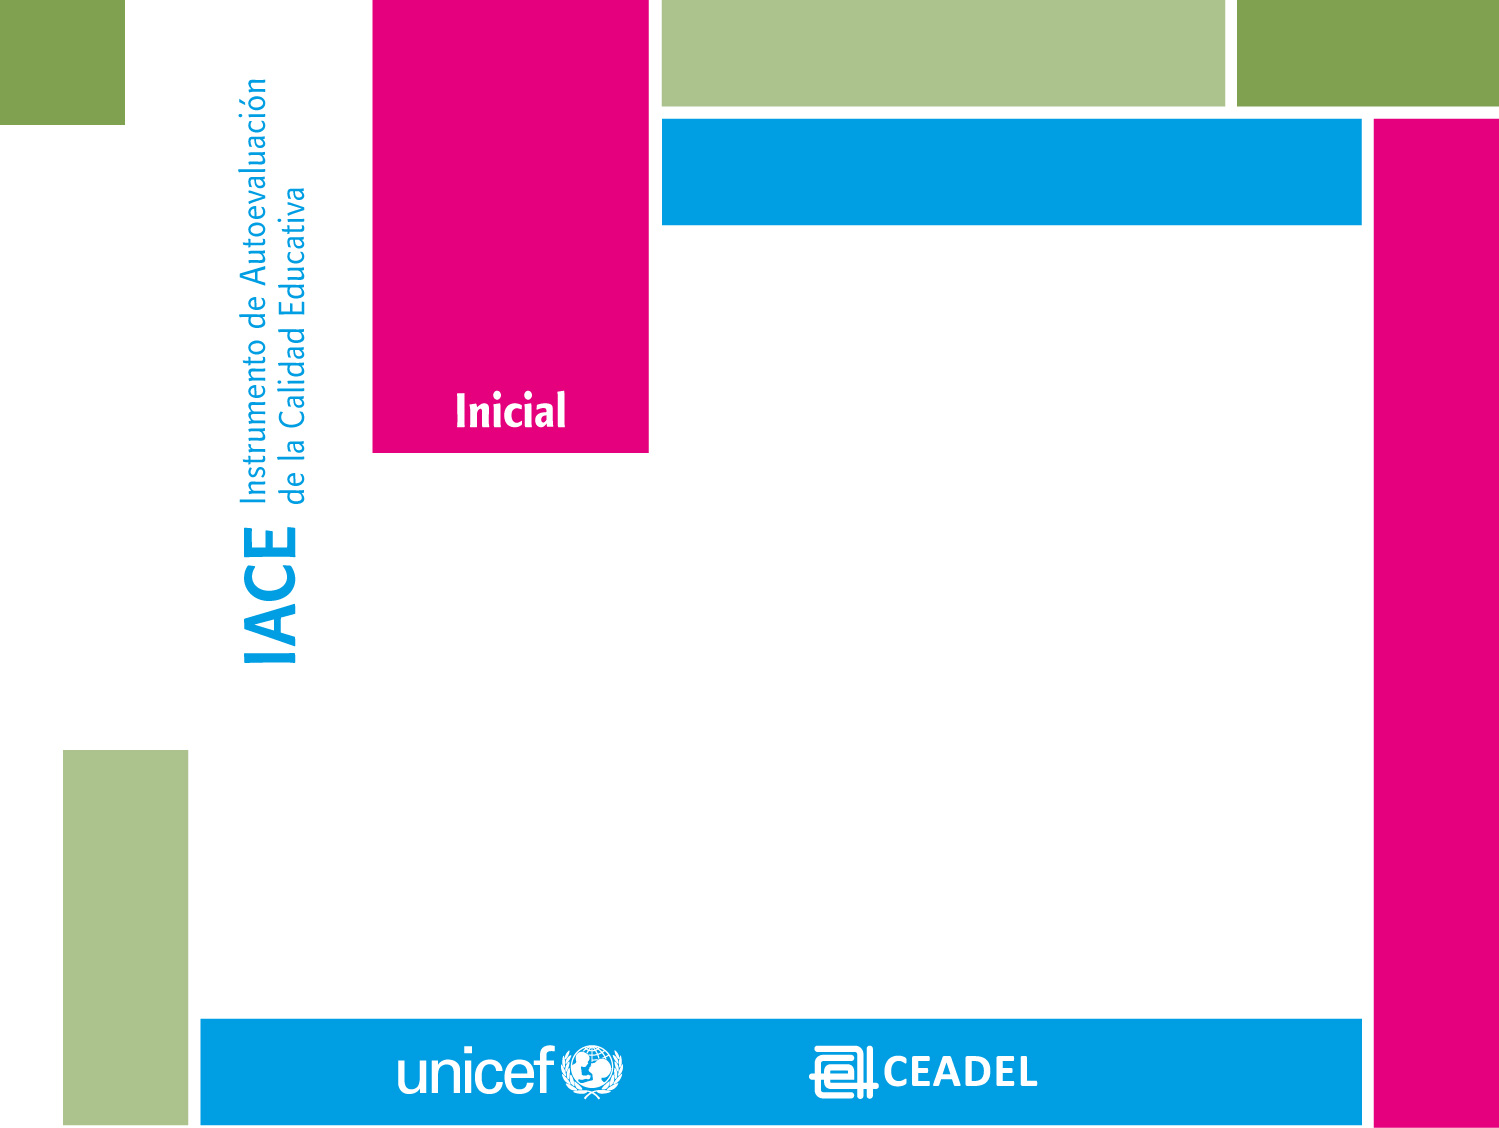 IACE
Instrumento de Autoevaluación
de la Calidad Educativa
Inicial
unicef
CEADEL